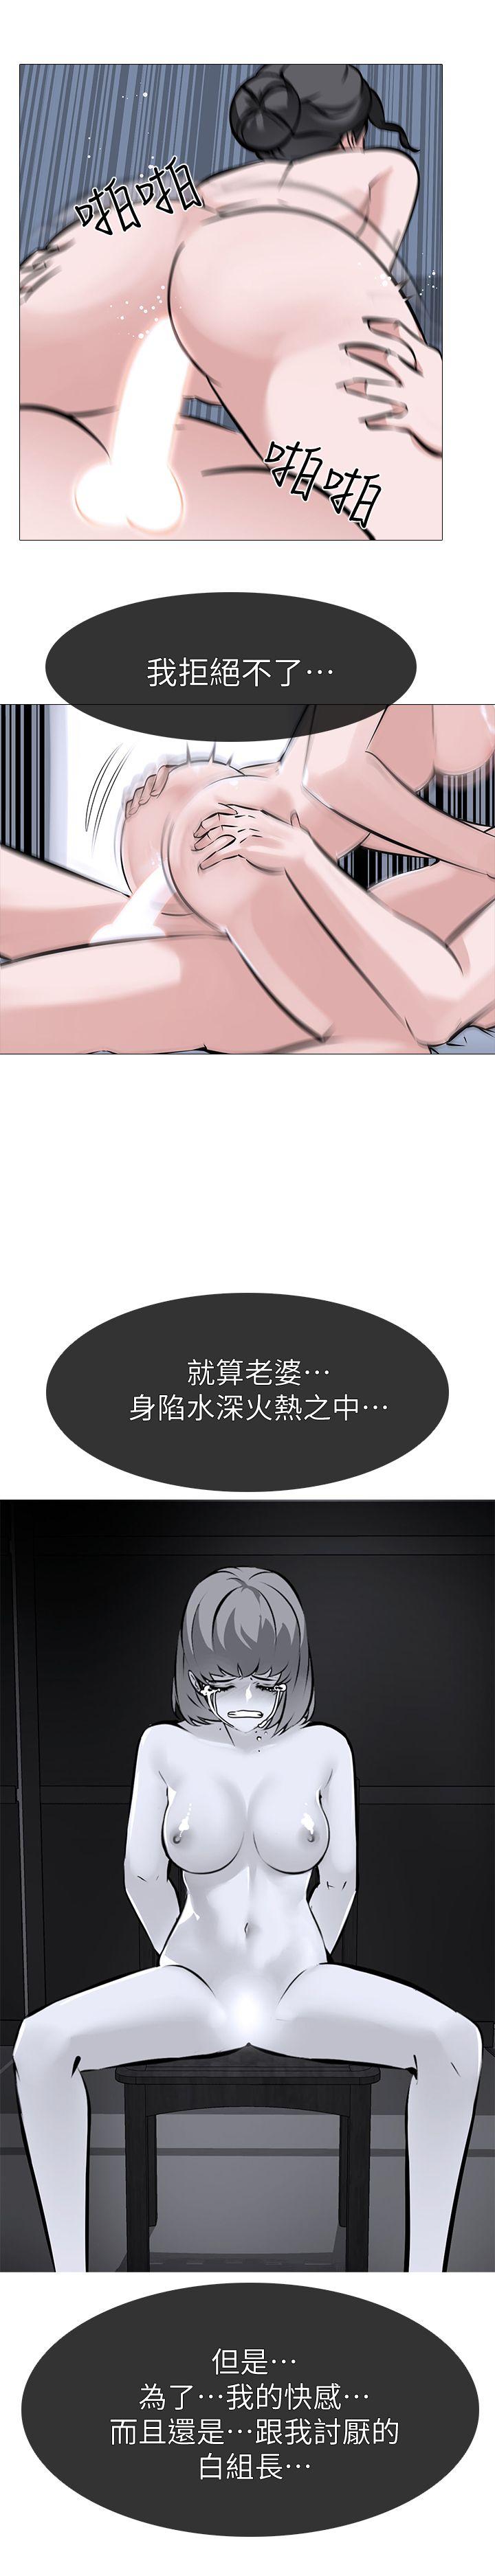 啪啪
啪啪
我拒絕不了⋯
就算老婆⋯
身陷水深火熱之中⋯
但是⋯
為了⋯我的快感⋯
而且還是⋯跟我討厭的
白組長⋯